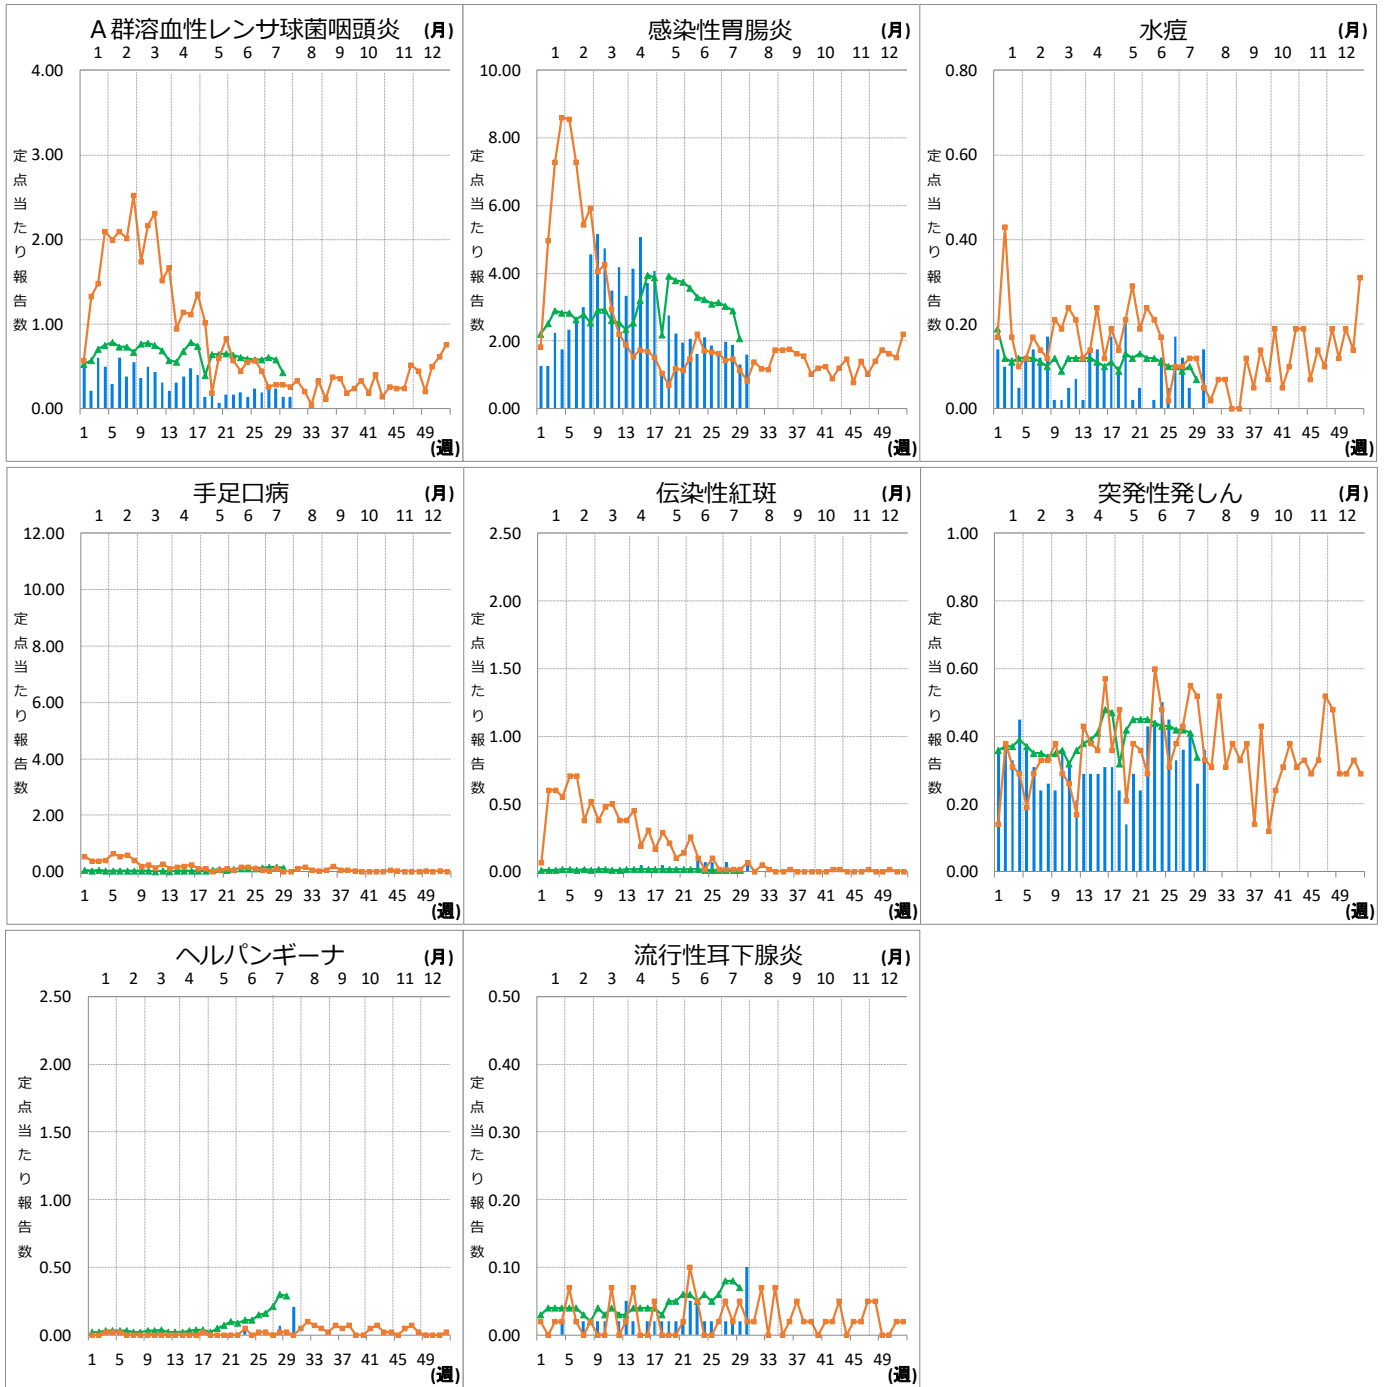 A群溶血性レンサ球菌咽頭炎 (月)
1 2 3 4 5 6 7 8 9 10 11 12
4.00
3.00
2.00
1.00
0.00
定点当たり報告数
1 5 9 13 17 21 25 29 33 37 41 45 49
(週)
感染性胃腸炎 (月)
1 2 3 4 5 6 7 8 9 10 11 12
10.00
8.00
6.00
4.00
2.00
0.00
定点当たり報告数
1 5 9 13 17 21 25 29 33 37 41 45 49
(週)
水痘 (月)
1 2 3 4 5 6 7 8 9 10 11 12
0.80
0.60
0.40
0.20
0.00
定点当たり報告数
1 5 9 13 17 21 25 29 33 37 41 45 49
(週)
手足口病 (月)
1 2 3 4 5 6 7 8 9 10 11 12
12.00
10.00
8.00
6.00
4.00
2.00
0.00
定点当たり報告数
1 5 9 13 17 21 25 29 33 37 41 45 49
(週)
伝染性紅斑 (月)
1 2 3 4 5 6 7 8 9 10 11 12
2.50
2.00
1.50
1.00
0.50
0.00
定点当たり報告数
1 5 9 13 17 21 25 29 33 37 41 45 49
(週)
突発性発しん (月)
1 2 3 4 5 6 7 8 9 10 11 12
1.00
0.80
0.60
0.40
0.20
0.00
定点当たり報告数
1 5 9 13 17 21 25 29 33 37 41 45 49
(週)
ヘルパンギーナ (月)
1 2 3 4 5 6 7 8 9 10 11 12
2.50
2.00
1.50
1.00
0.50
0.00
定点当たり報告数
1 5 9 13 17 21 25 29 33 37 41 45 49
(週)
流行性耳下腺炎 (月)
1 2 3 4 5 6 7 8 9 10 11 12
0.50
0.40
0.30
0.20
0.10
0.00
定点当たり報告数
1 5 9 13 17 21 25 29 33 37 41 45 49
(週)